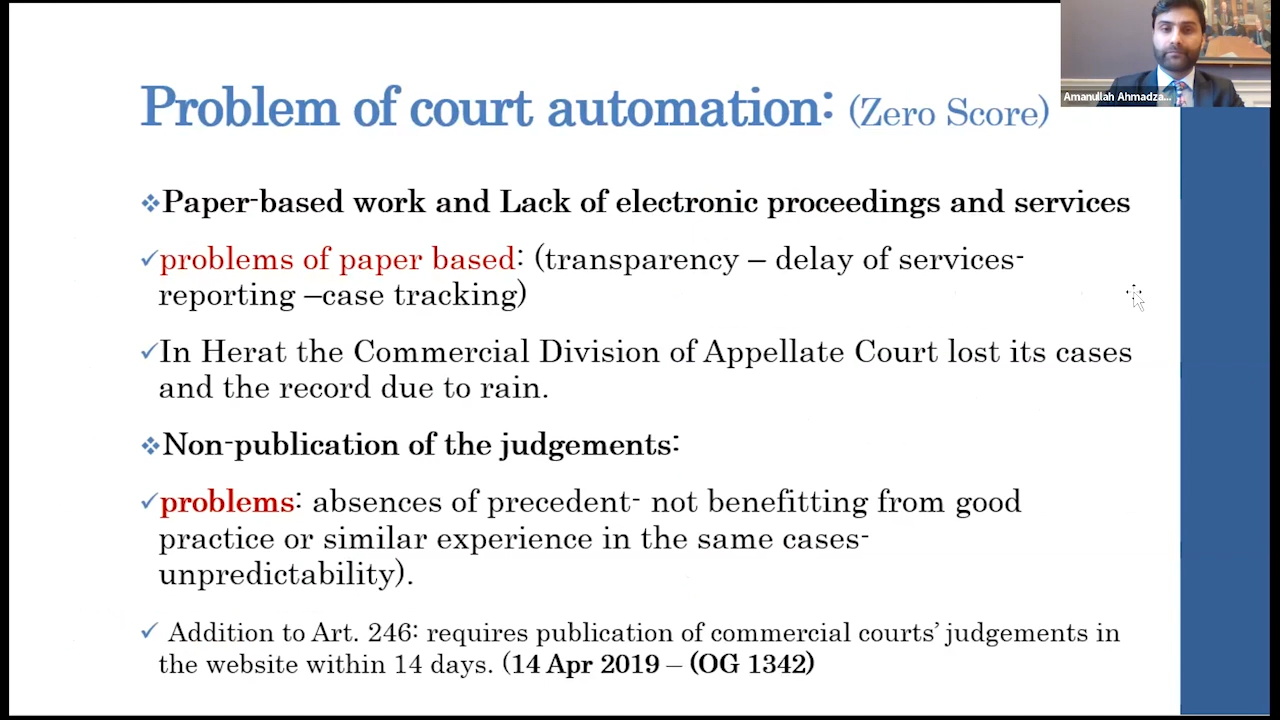 Amanullah Ahmadza...
Problem of court automation: (Zero Score)
❖Paper-based work and Lack of electronic proceedings and services
✓problems of paper based: (transparency – delay of services-
reporting –case tracking)
✓In Herat the Commercial Division of Appellate Court lost its cases
and the record due to rain.
❖Non-publication of the judgements:
✓problems: absences of precedent- not benefitting from good
practice or similar experience in the same cases-
unpredictability).
✓ Addition to Art. 246: requires publication of commercial courts’ judgements in
the website within 14 days. (14 Apr 2019 – (OG 1342)